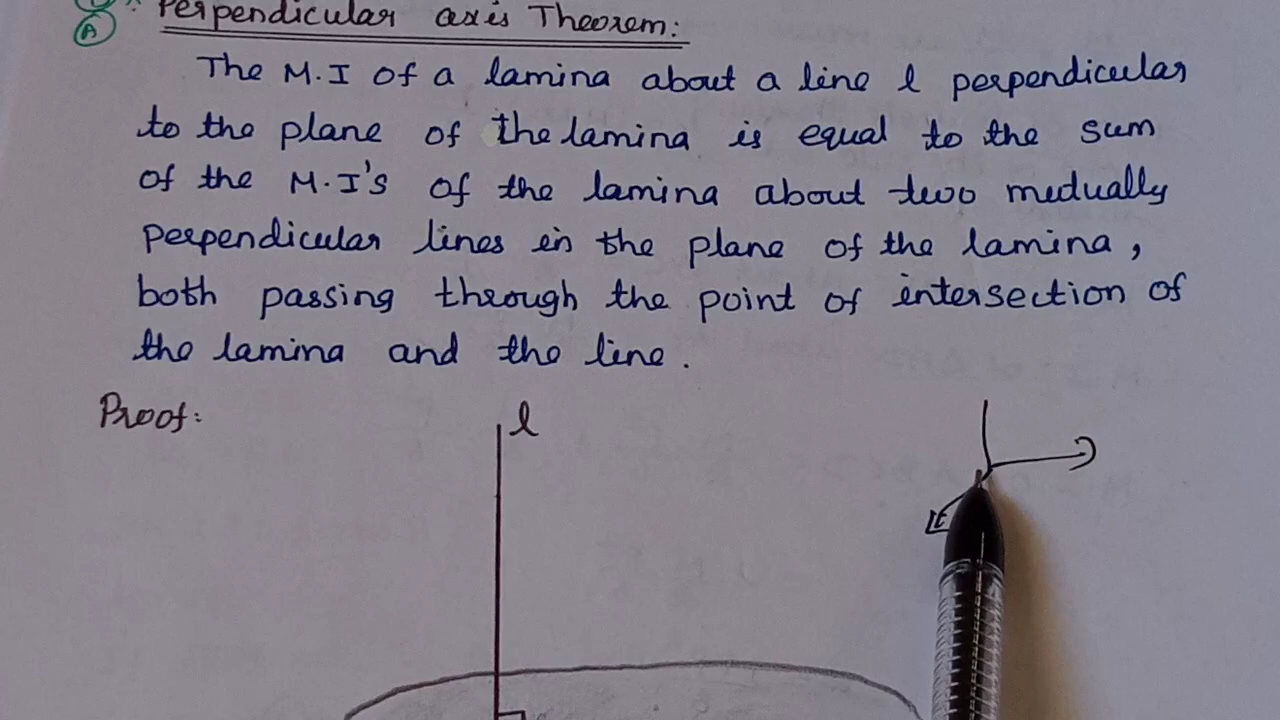 A
Perpendicular axis Theorem:
The M.I of a lamina about a line l perpendicular
to the plane of the lamina is equal to the sum
of the M.I's of the lamina about two medually
perpendicular lines in the plane of the lamina,
both passing through the point of intersection of
the lamina and the line.
Proof:
l